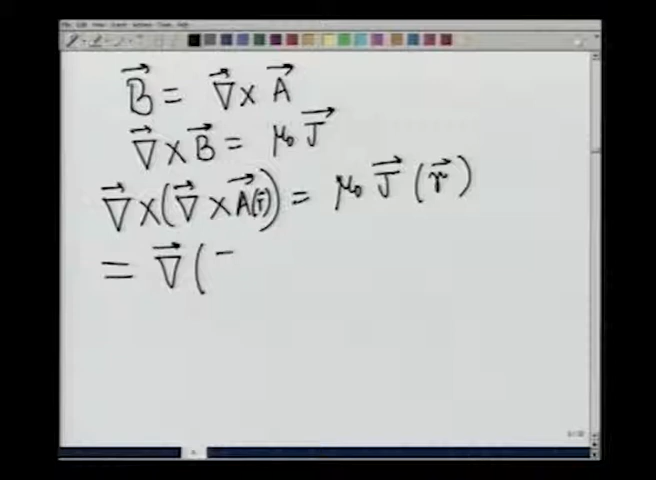 B⃗ = ∇⃗ × A⃗
∇⃗ × B⃗ = μ₀ J⃗
∇⃗ × (∇⃗ × A⃗(r⃗)) = μ₀ J⃗ (r⃗)
= ∇⃗ (